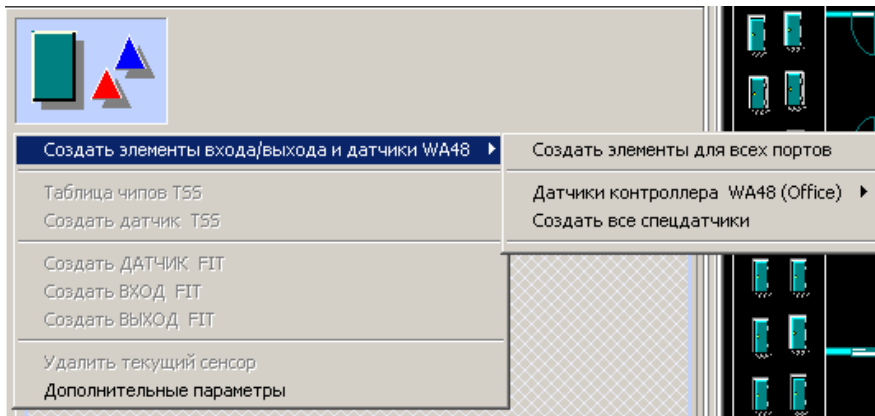 Создать элементы входа/выхода и датчики WA48
Создать элементы для всех портов
Таблица чипов TSS
Датчики контроллера WA48 (Office)
Создать датчик TSS
Создать все спецдатчики
Создать ДАТЧИК FIT
Создать ВХОД FIT
Создать ВЫХОД FIT
Удалить текущий сенсор
Дополнительные параметры